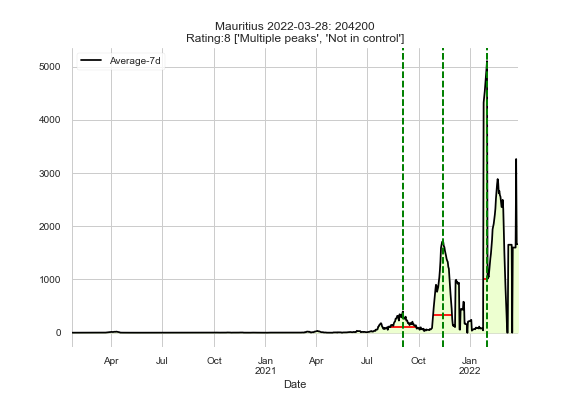 Mauritius 2022-03-28: 204200
Rating:8 ['Multiple peaks', 'Not in control']
Average-7d
5000
4000
3000
2000
1000
0
Apr Jul Oct Jan Apr Jul Oct Jan
2021 2022
Date